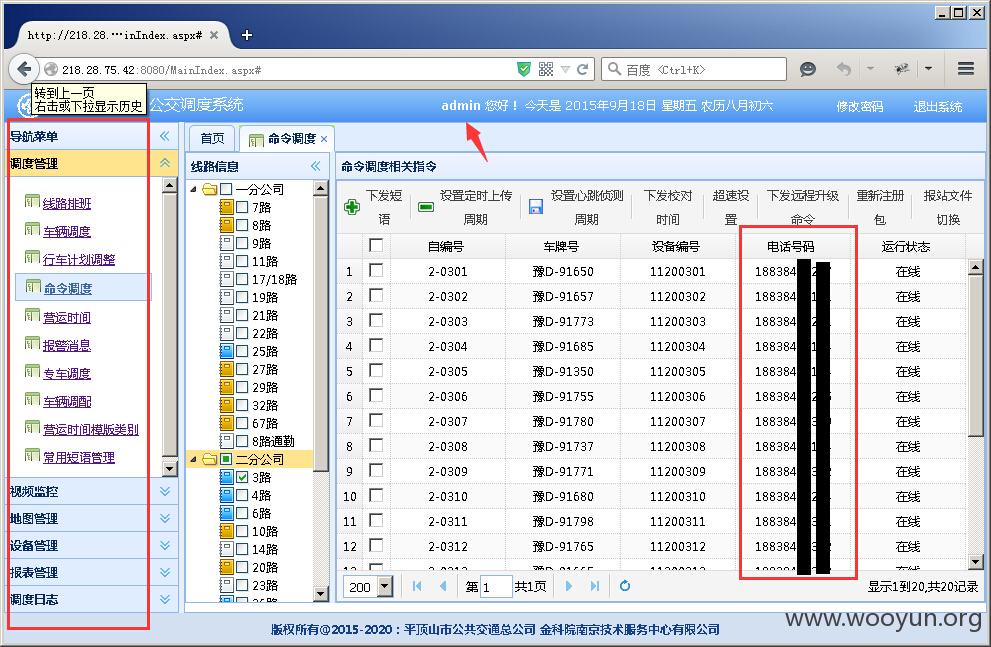 http://218.28.···inIndex.aspx#
218.28.75.42:8080/MainIndex.aspx#
百度 <Ctrl+K>
转到上一页
右击或下拉显示历史
公交调度系统
admin 您好！ 今天是 2015年9月18日 星期五 农历八月初六
修改密码
退出系统
导航菜单
调度管理
线路排班
车辆调度
行车计划调整
命令调度
营运时间
报警消息
专车调度
车辆调配
营运时间模版类别
常用短语管理
视频监控
地图管理
设备管理
报表管理
调度日志
首页
命令调度
线路信息
一分公司
7路
8路
9路
11路
17/18路
19路
21路
22路
25路
27路
29路
32路
67路
8路通勤
二分公司
3路
4路
6路
10路
14路
20路
23路
命令调度相关指令
下发短语
设置定时上传周期
设置心跳侦测周期
下发校对时间
超速设置
下发远程升级命令
重新注册包
报站文件切换
自编号 车牌号 设备编号 电话号码 运行状态
1 2-0301 豫D-91650 11200301 188384 在线
2 2-0302 豫D-91657 11200302 188384 在线
3 2-0303 豫D-91773 11200303 188384 在线
4 2-0304 豫D-91685 11200304 188384 在线
5 2-0305 豫D-91350 11200305 188384 在线
6 2-0306 豫D-91755 11200306 188384 在线
7 2-0307 豫D-91780 11200307 188384 在线
8 2-0308 豫D-91737 11200308 188384 在线
9 2-0309 豫D-91771 11200309 188384 在线
10 2-0310 豫D-91680 11200310 188384 在线
11 2-0311 豫D-91798 11200311 188384 在线
12 2-0312 豫D-91765 11200312 188384 在线
200
第 1 共1页
显示1到20,共20记录
版权所有@2015-2020：平顶山市公共交通总公司 金科院南京技术服务中心有限公司
www.wooyun.org